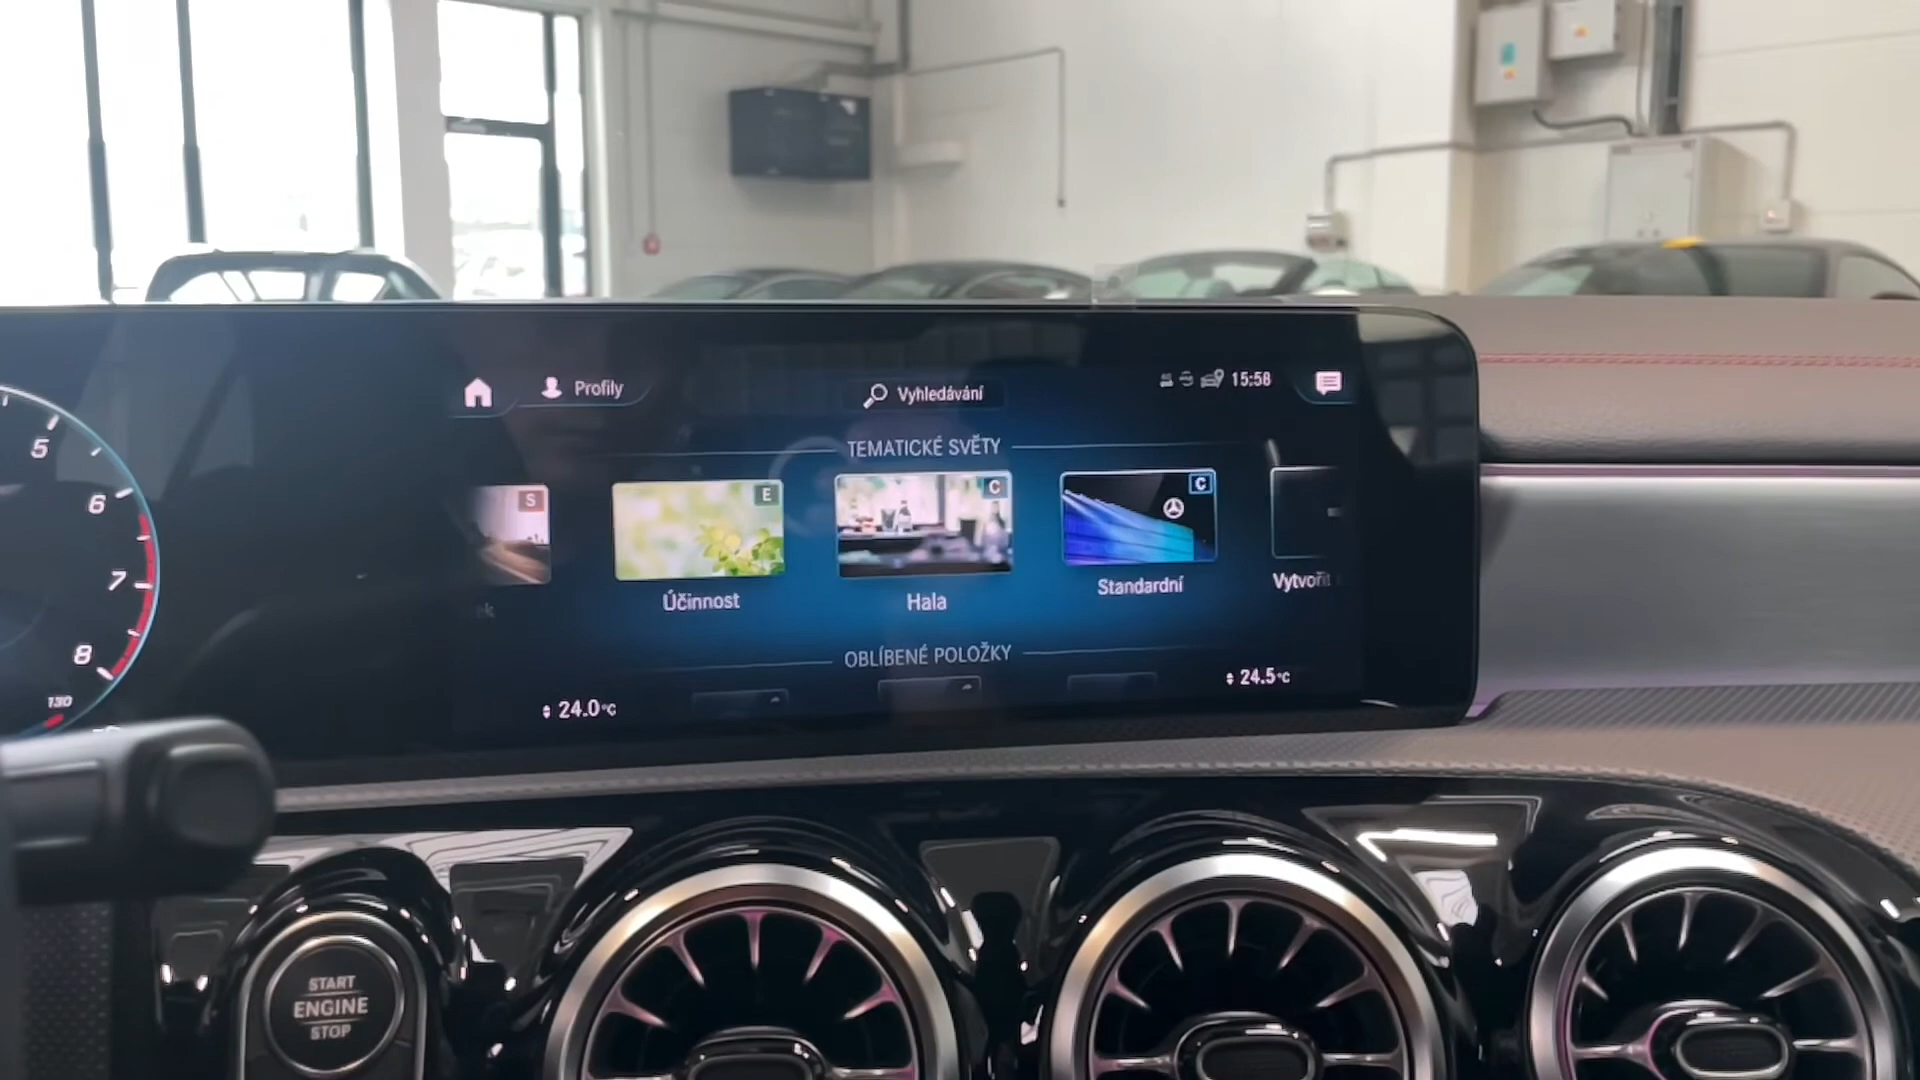 Profily
Vyhledávání
15:58
TEMATICKÉ SVĚTY
S
E
C
C
Účinnost
Hala
Standardní
Vytvořit
OBLÍBENÉ POLOŽKY
24.0°C
24.5°C
5
6
7
8
130
START
ENGINE
STOP